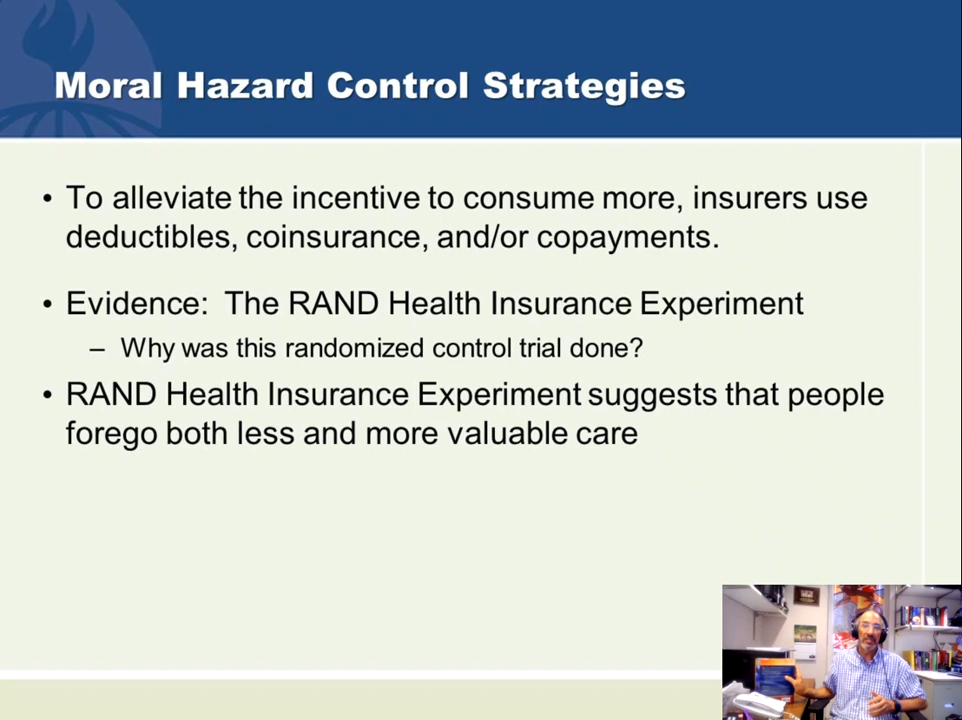 Moral Hazard Control Strategies
• To alleviate the incentive to consume more, insurers use
deductibles, coinsurance, and/or copayments.
• Evidence:  The RAND Health Insurance Experiment
– Why was this randomized control trial done?
• RAND Health Insurance Experiment suggests that people
forego both less and more valuable care